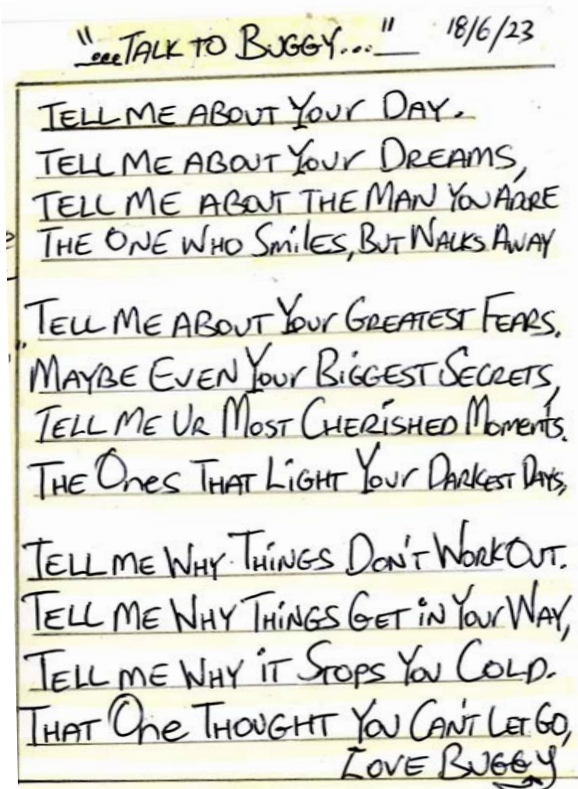 "...TALK TO BUGGY..." 18/6/23
TELL ME ABOUT YOUR DAY.
TELL ME ABOUT YOUR DREAMS,
TELL ME ABOUT THE MAN YOU ARRE
THE ONE WHO SMiLES, BUT WALKS AWAY
TELL ME ABOUT YOUR GREATEST FEARS.
MAYBE EVEN YOUR BiGGEST SECRETS,
TELL ME UR MOST CHERiSHED MOMENTS.
THE ONES THAT LiGHT YOUR DARKEST DAYS,
TELL ME WHY THiNGS DON'T WORK OUT.
TELL ME WHY THiNGS GET iN YOUR WAY,
TELL ME WHY iT STOPS YOU COLD.
THAT ONE THOUGHT YOU CAN'T LET GO,
LOVE BUGGY